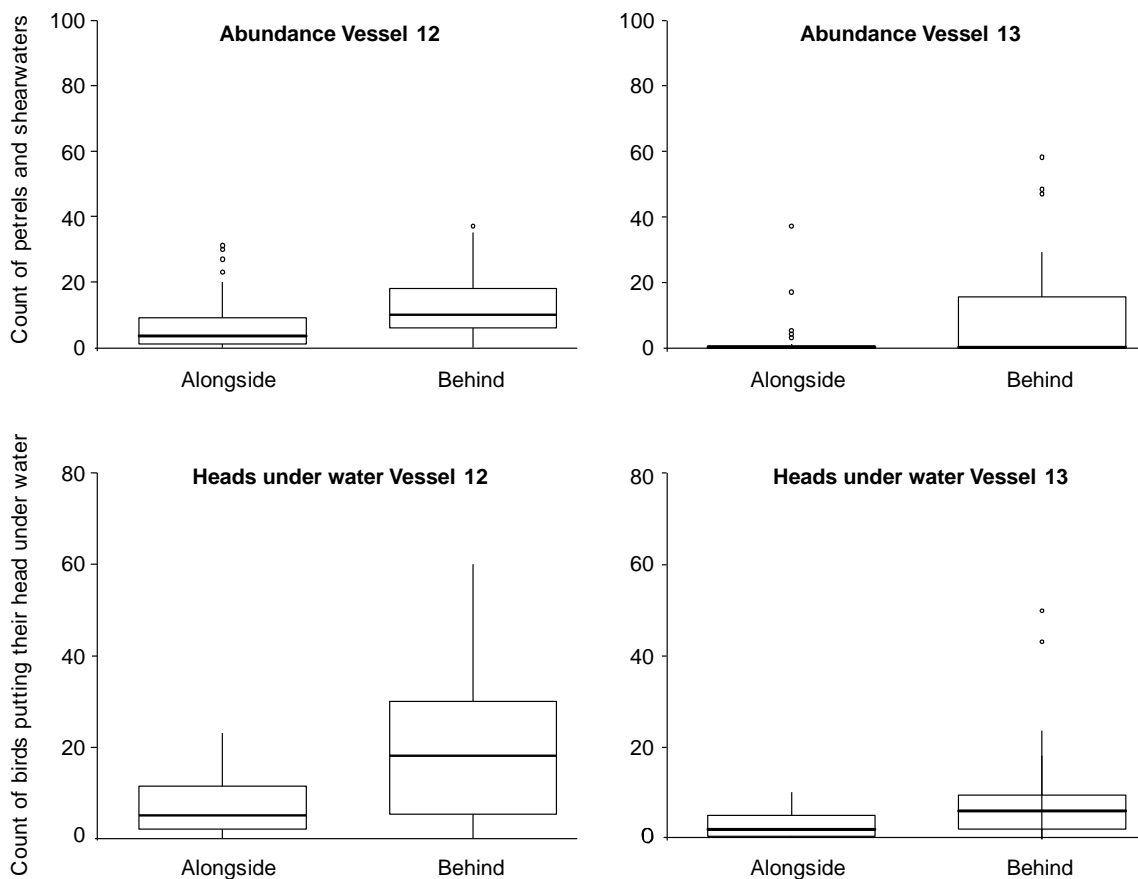 Abundance Vessel 12
Count of petrels and shearwaters
100
80
60
40
20
0
Alongside
Behind
Abundance Vessel 13
100
80
60
40
20
0
Alongside
Behind
Heads under water Vessel 12
Count of birds putting their head under water
80
60
40
20
0
Alongside
Behind
Heads under water Vessel 13
80
60
40
20
0
Alongside
Behind